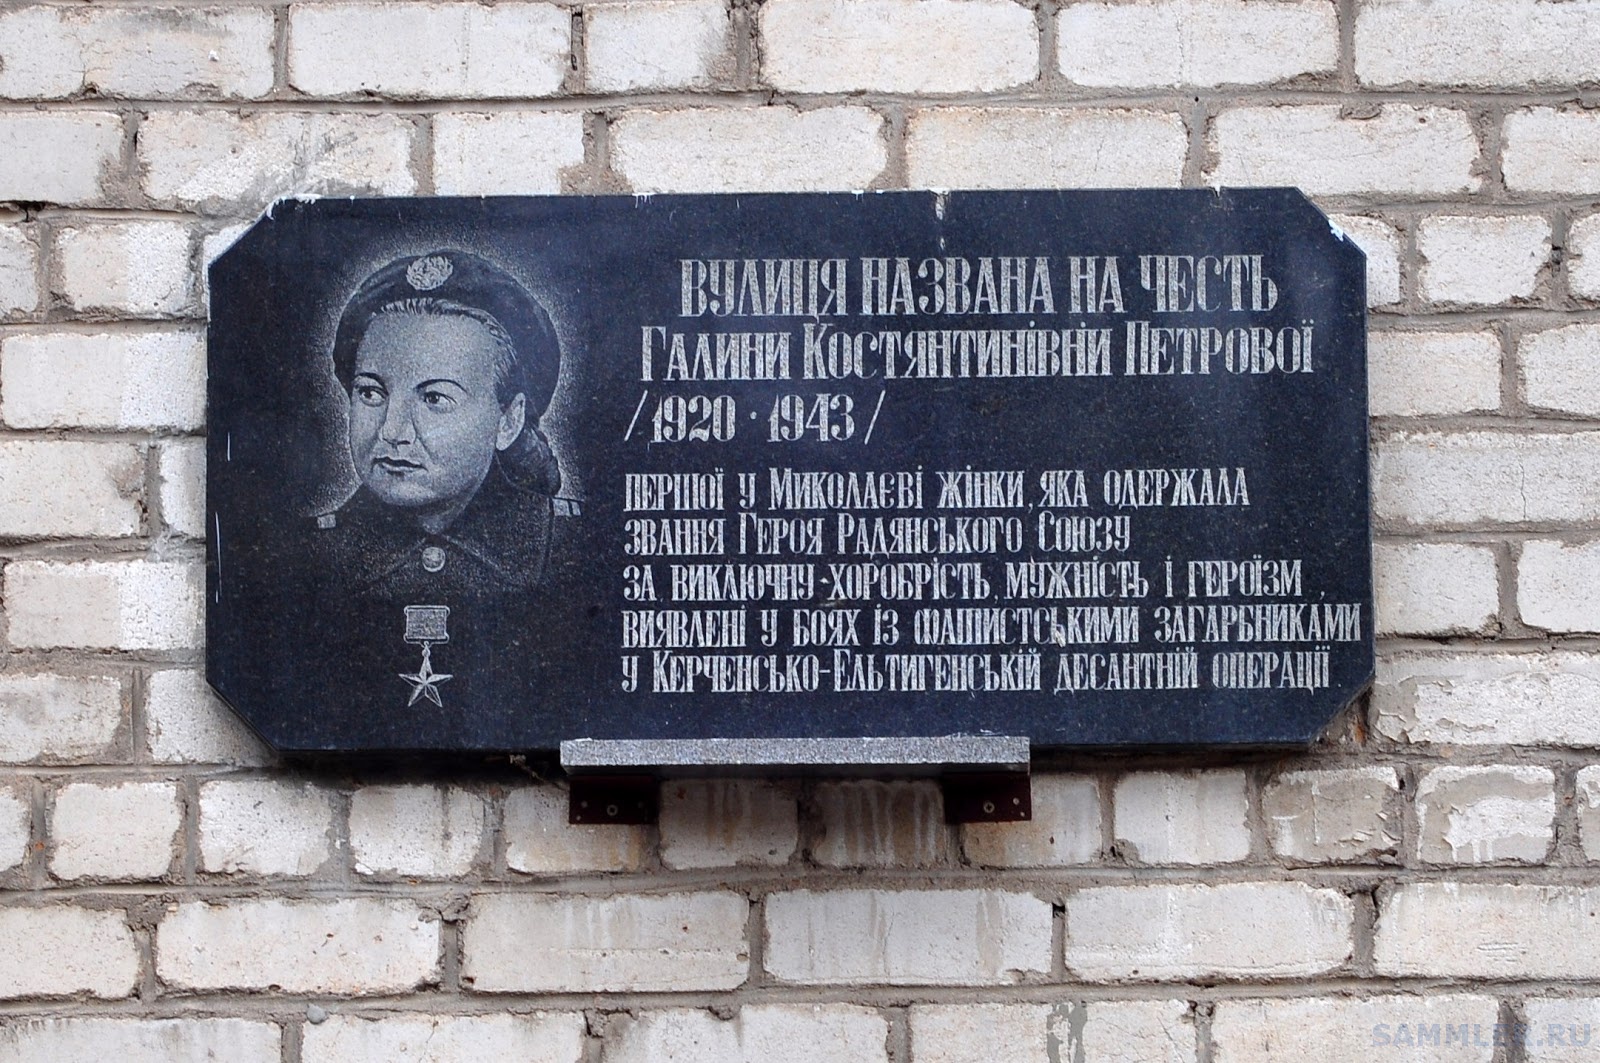 ВУЛИЦЯ НАЗВАНА НА ЧЕСТЬ
ГАЛИНИ КОСТЯНТИНІВНИ ПЕТРОВОЇ
/1920 · 1943/
ПЕРШОЇ У МИКОЛАЄВІ ЖІНКИ, ЯКА ОДЕРЖАЛА
ЗВАННЯ ГЕРОЯ РАДЯНСЬКОГО СОЮЗУ
ЗА ВИКЛЮЧНУ ХОРОБРІСТЬ, МУЖНІСТЬ І ГЕРОЇЗМ,
ВИЯВЛЕНІ У БОЯХ ІЗ ФАШИСТСЬКИМИ ЗАГАРБНИКАМИ
У КЕРЧЕНСЬКО-ЕЛЬТИГЕНСЬКІЙ ДЕСАНТНІЙ ОПЕРАЦІЇ
SAMMLER.RU